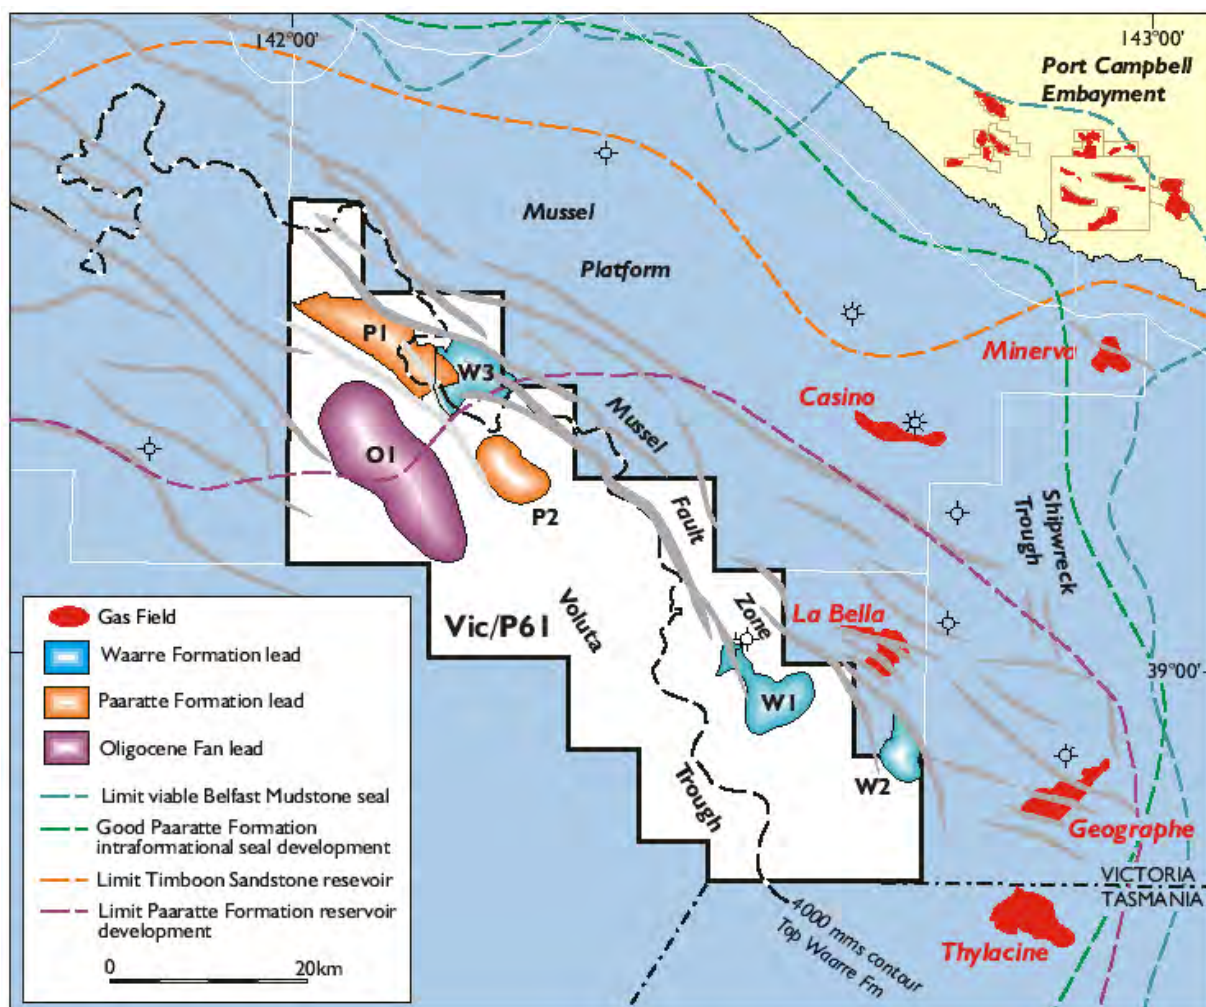 142°00'
143°00'
Port Campbell
Embayment
Mussel
Platform
P1
W3
Minerva
Casino
Mussel
O1
P2
Fault
Shipwreck
Trough
Voluta
Zone
La Bella
Vic/P61
39°00'
W1
W2
Trough
Geographe
VICTORIA
TASMANIA
4000 mms contour
Top Waarre Fm
Thylacine
Gas Field
Waarre Formation lead
Paaratte Formation lead
Oligocene Fan lead
Limit viable Belfast Mudstone seal
Good Paaratte Formation
intraformational seal development
Limit Timboon Sandstone resevoir
Limit Paaratte Formation reservoir
development
0
20km